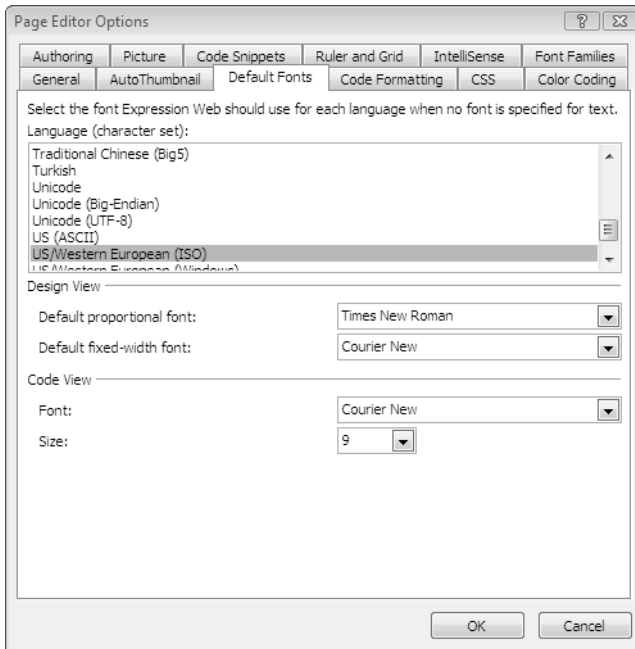 Page Editor Options
Authoring Picture Code Snippets Ruler and Grid IntelliSense Font Families
General AutoThumbnail Default Fonts Code Formatting CSS Color Coding
Select the font Expression Web should use for each language when no font is specified for text.
Language (character set):
Traditional Chinese (Big5)
Turkish
Unicode
Unicode (Big-Endian)
Unicode (UTF-8)
US (ASCII)
US/Western European (ISO)
US/Western European (Windows)
Design View
Default proportional font: Times New Roman
Default fixed-width font: Courier New
Code View
Font: Courier New
Size: 9
OK Cancel